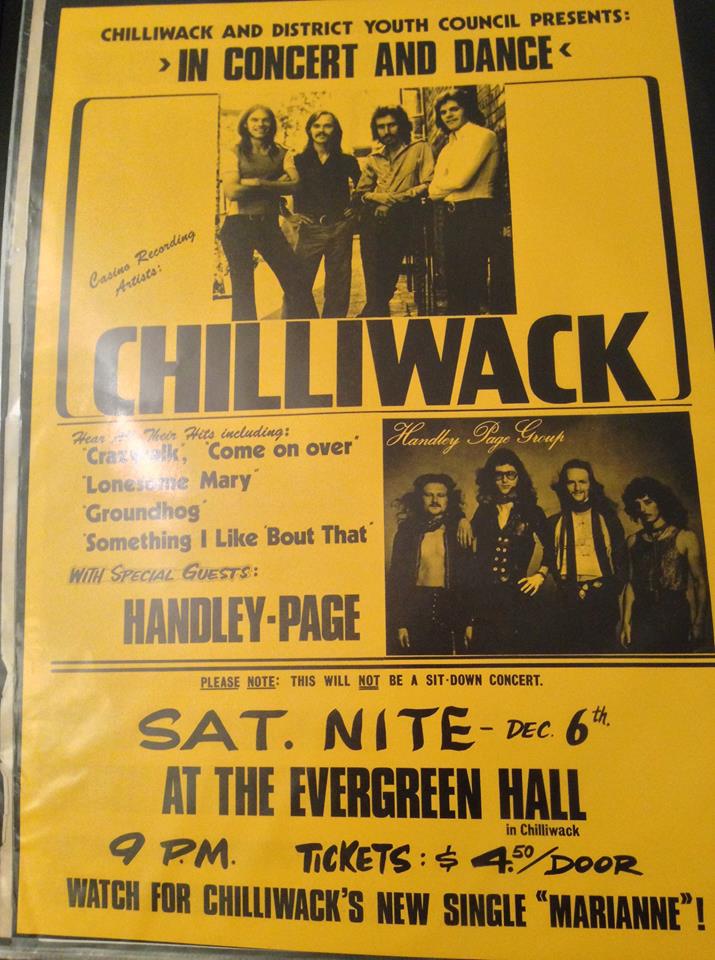 CHILLIWACK AND DISTRICT YOUTH COUNCIL PRESENTS:
>IN CONCERT AND DANCE<
Casino Recording
Artists:
CHILLIWACK
Hear Their Hits including:
"Come on over"
"Lonesome Mary"
"Groundhog"
"Something I Like 'Bout That"
Handley Page Group
WITH SPECIAL GUESTS:
HANDLEY-PAGE
PLEASE NOTE: THIS WILL NOT BE A SIT-DOWN CONCERT.
SAT. NITE - DEC. 6th.
AT THE EVERGREEN HALL
in Chilliwack
9 P.M. TICKETS: $4.50/DOOR
WATCH FOR CHILLIWACK'S NEW SINGLE "MARIANNE"!